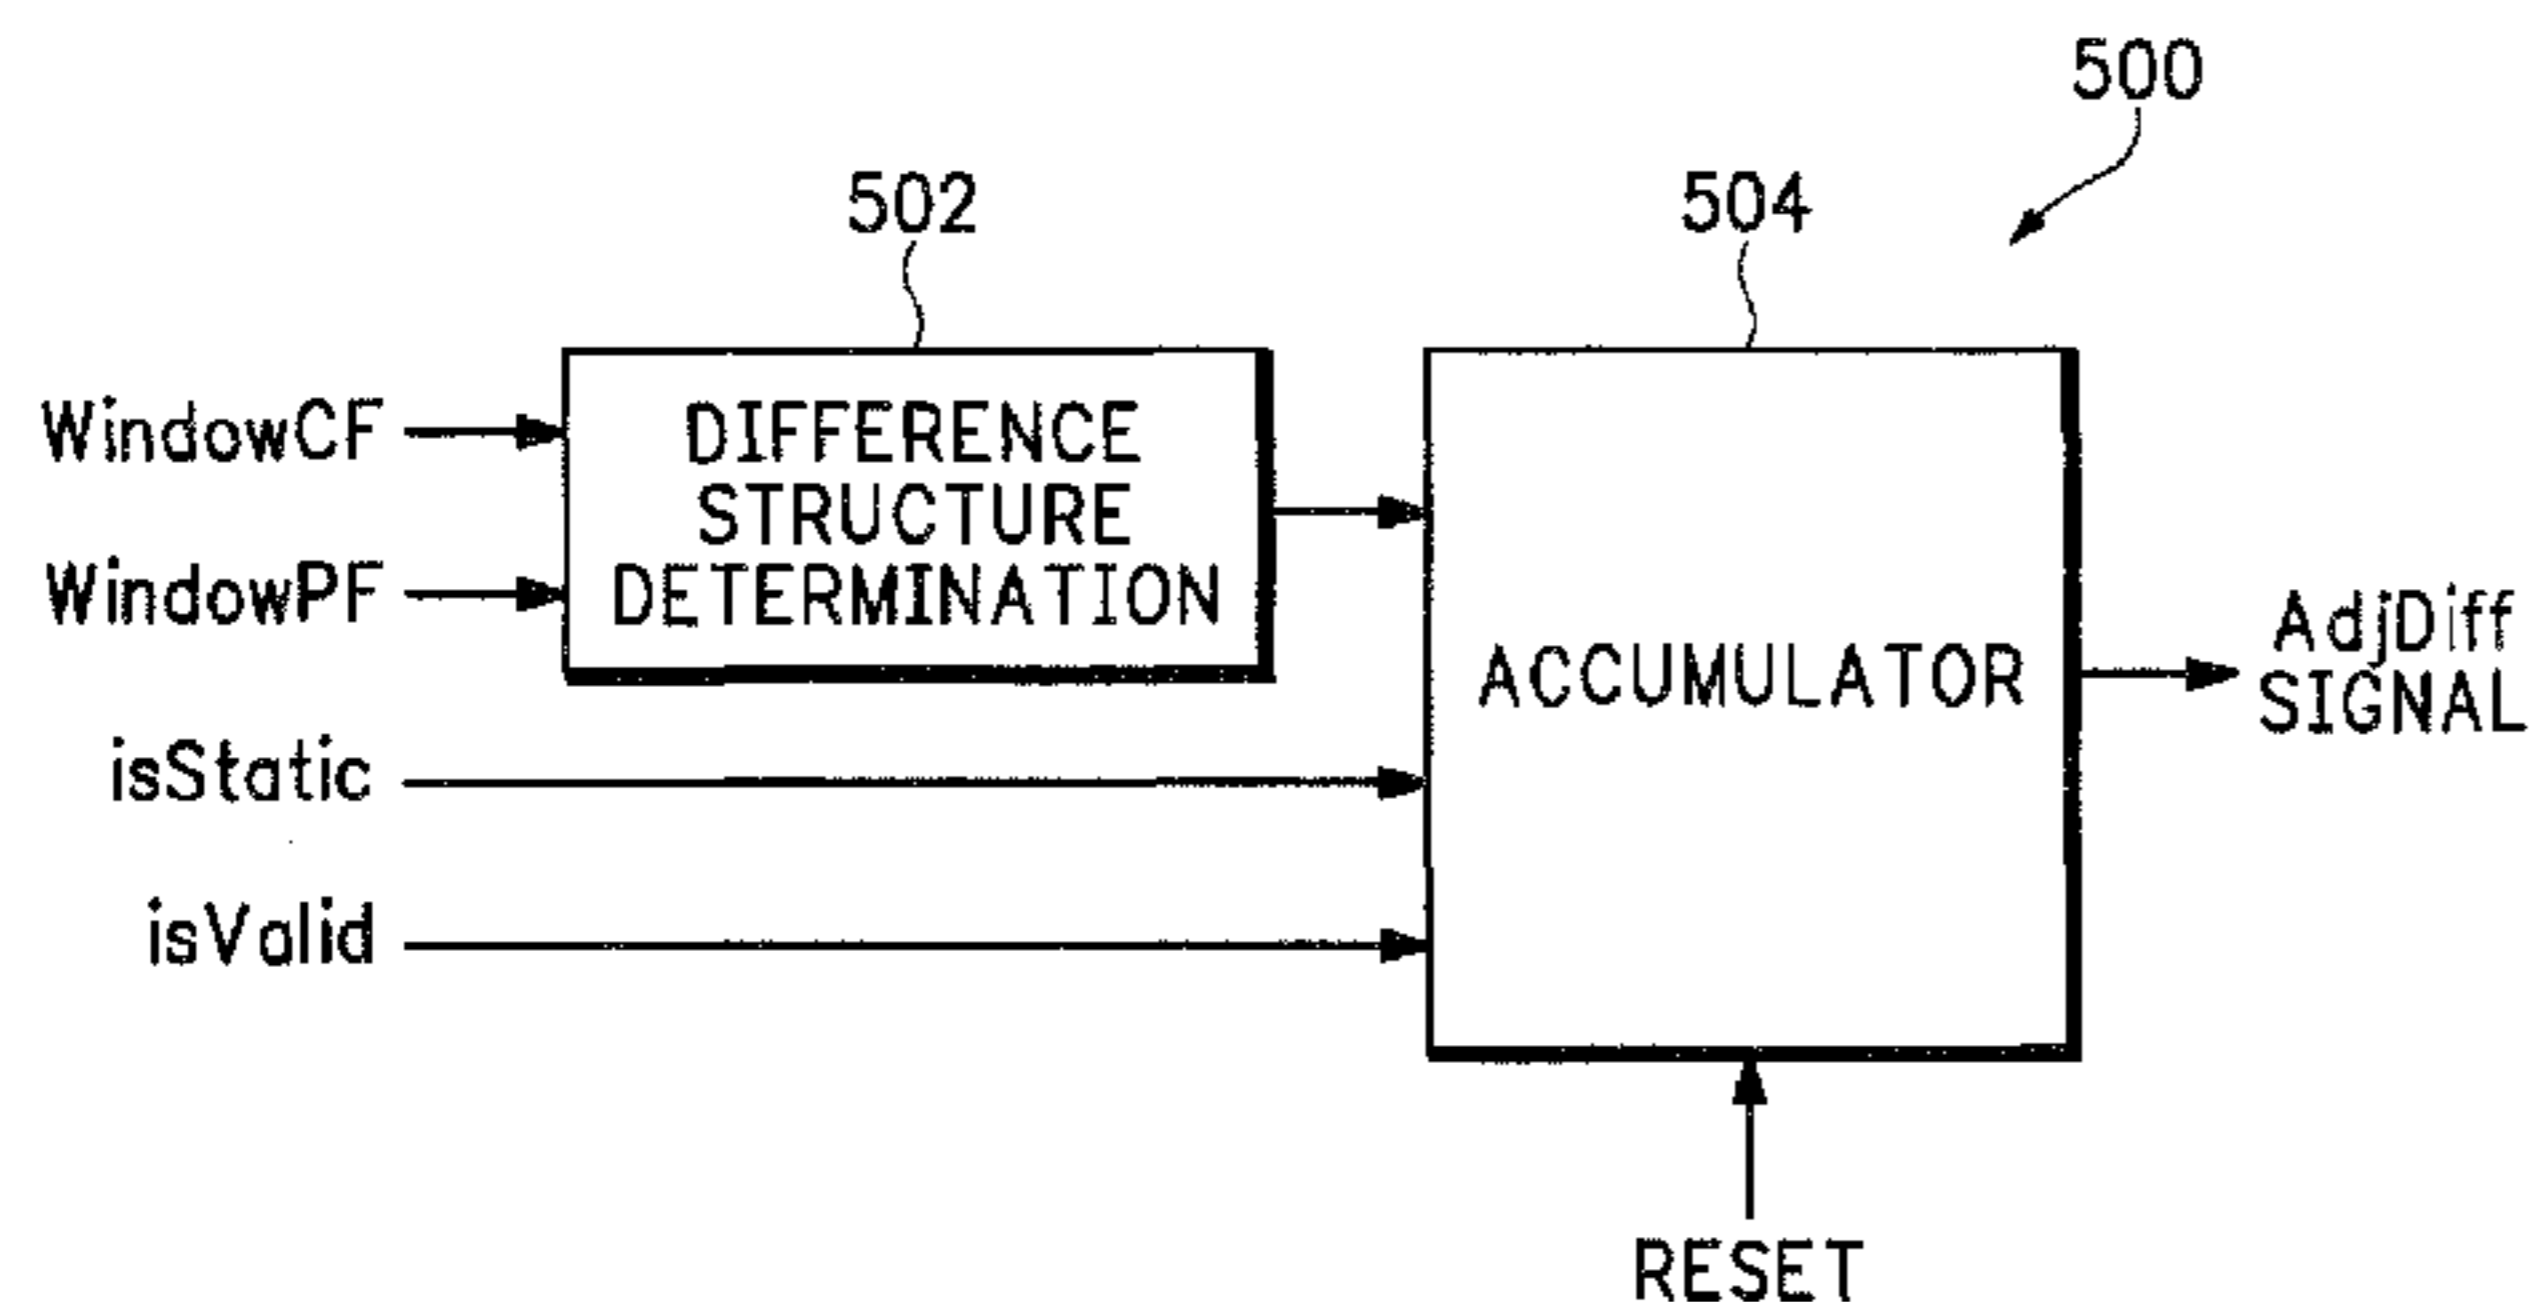 500
502
504
WindowCF
WindowPF
DIFFERENCE
STRUCTURE
DETERMINATION
isStatic
isValid
ACCUMULATOR
AdjDiff
SIGNAL
RESET